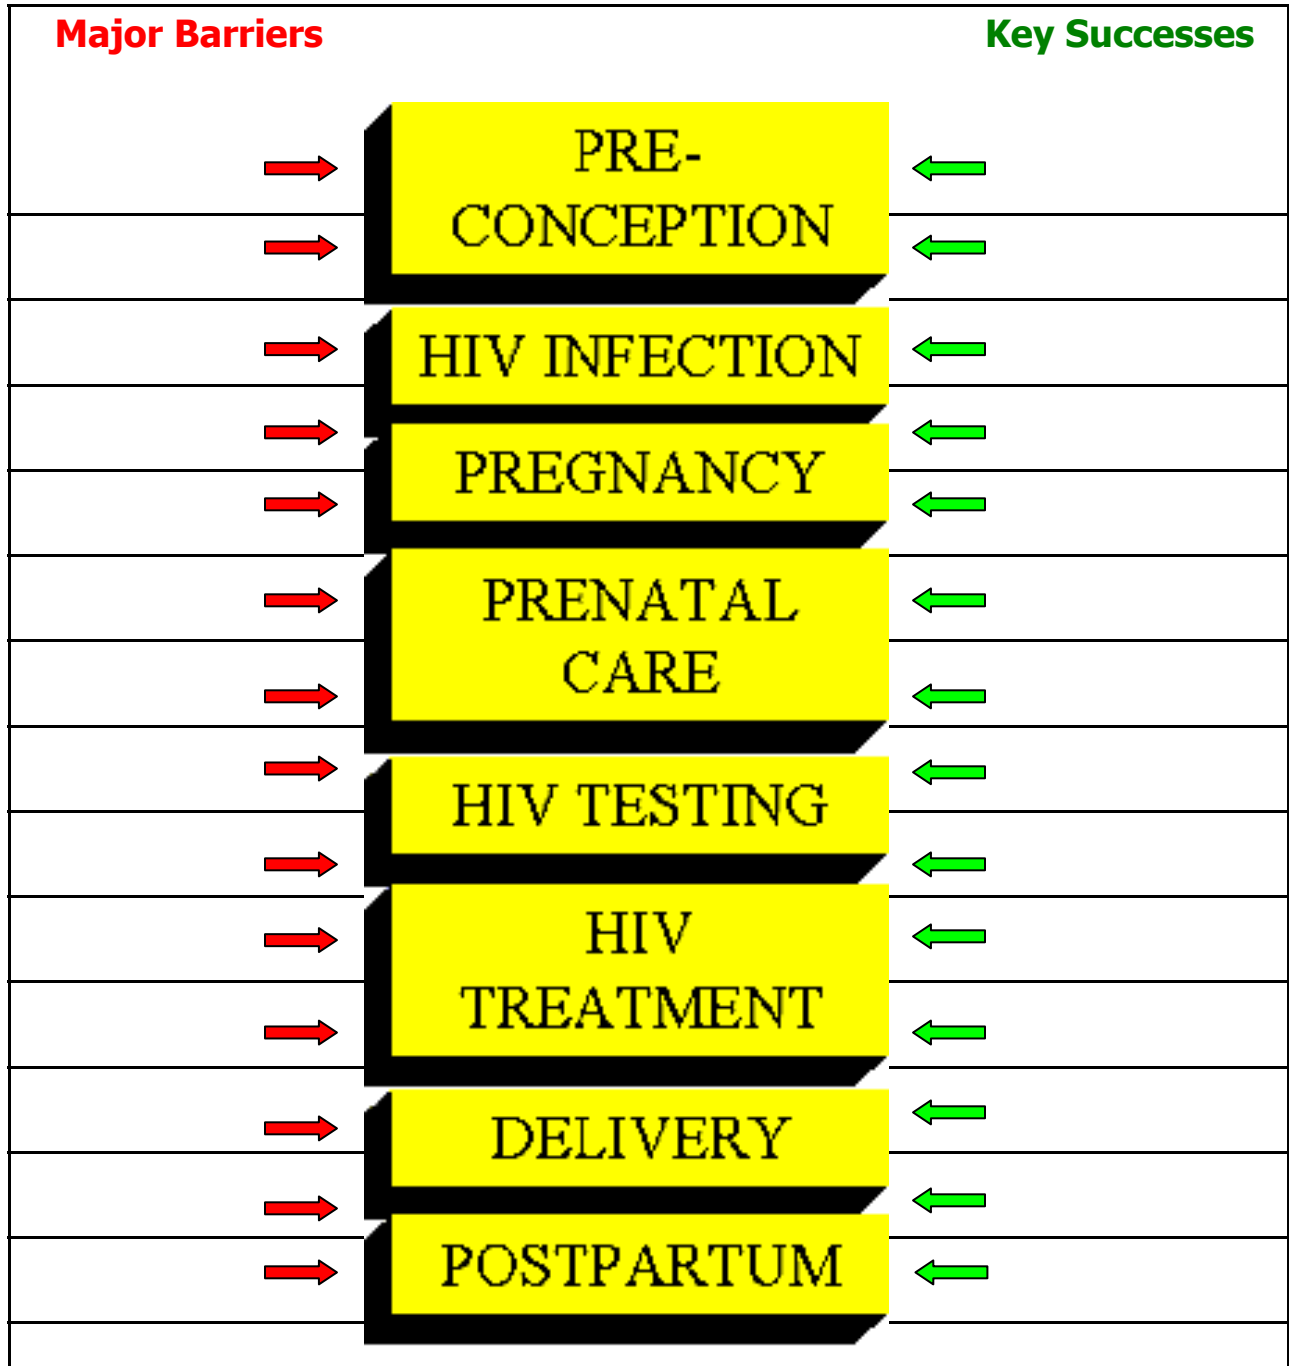 Major Barriers
Key Successes
PRE-
CONCEPTION
HIV INFECTION
PREGNANCY
PRENATAL
CARE
HIV TESTING
HIV
TREATMENT
DELIVERY
POSTPARTUM